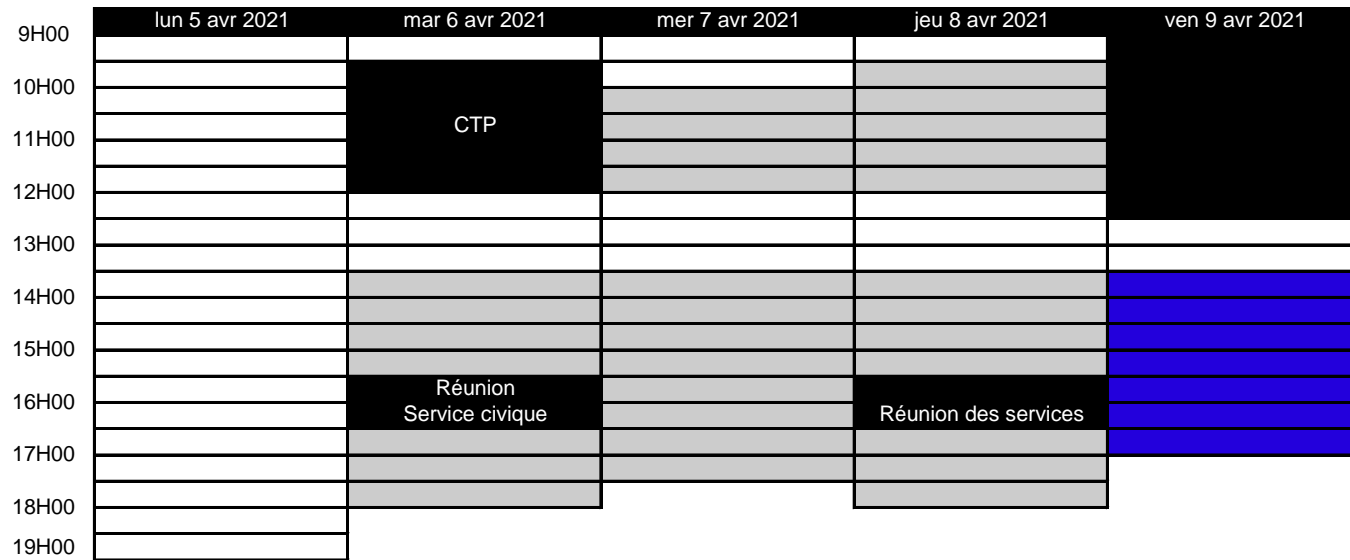 lun 5 avr 2021 mar 6 avr 2021 mer 7 avr 2021 jeu 8 avr 2021 ven 9 avr 2021
9H00
10H00
CTP
11H00
12H00
13H00
14H00
15H00
Réunion
16H00
Service civique Réunion des services
17H00
18H00
19H00